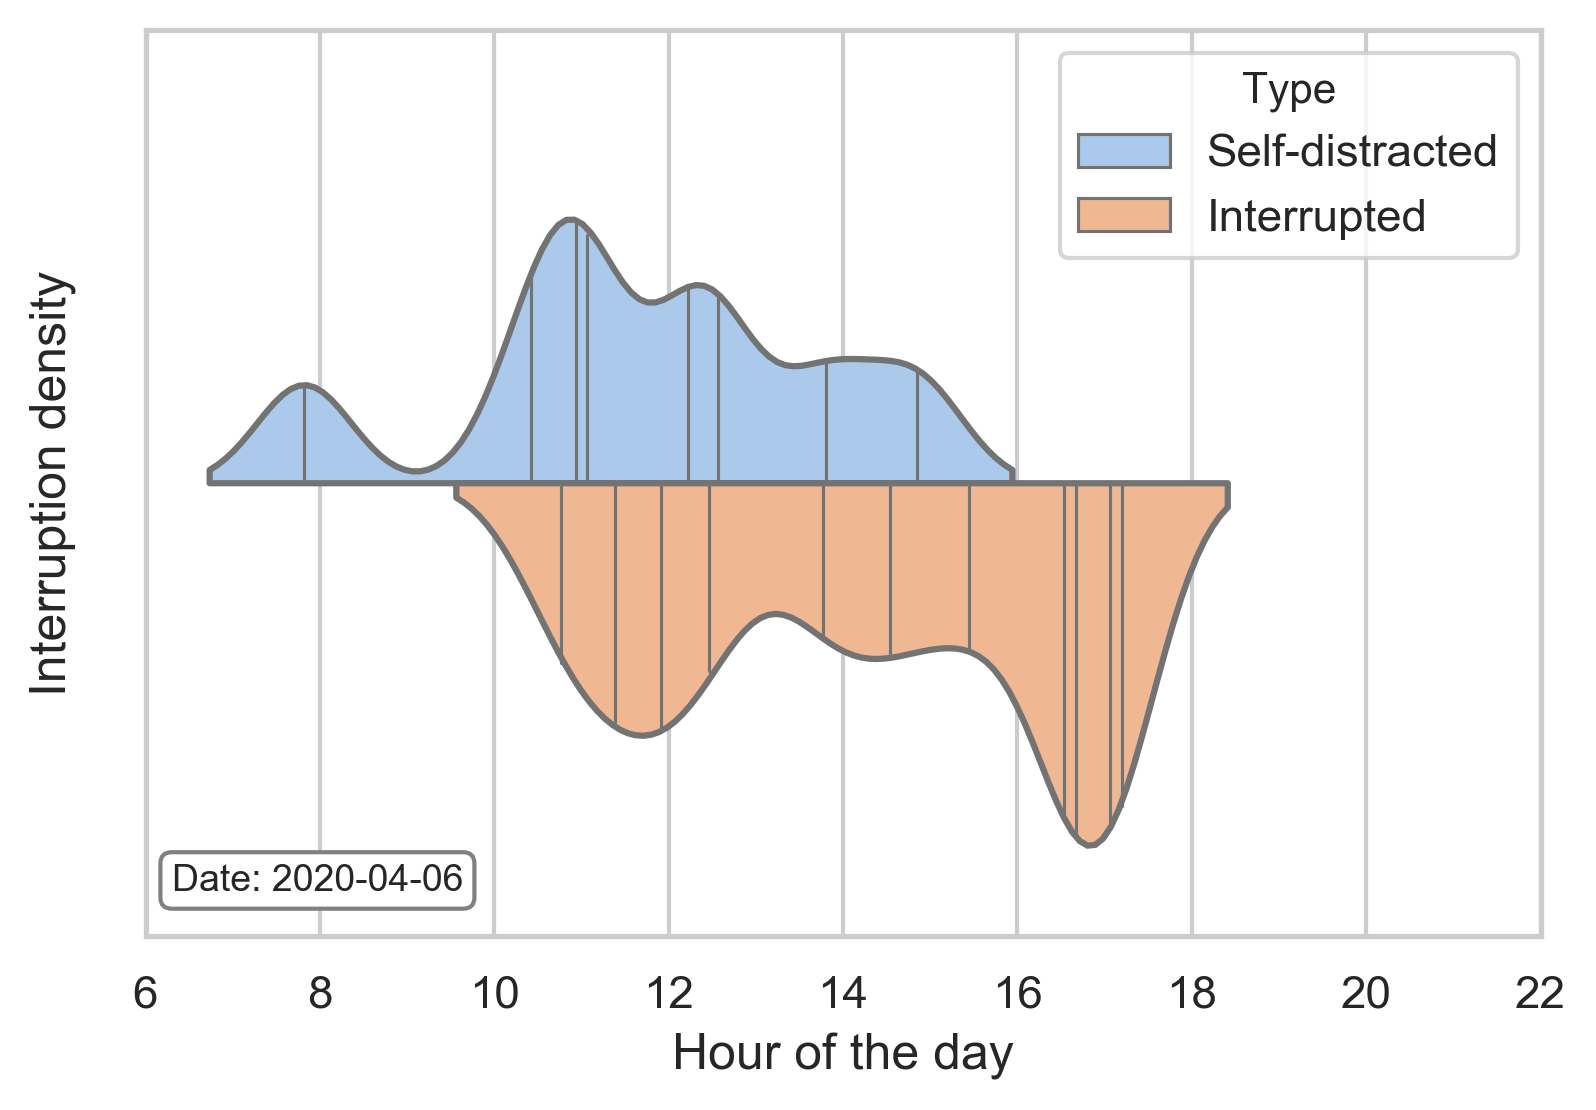 Type
Self-distracted
Interrupted
Interruption density
Date: 2020-04-06
6 8 10 12 14 16 18 20 22
Hour of the day